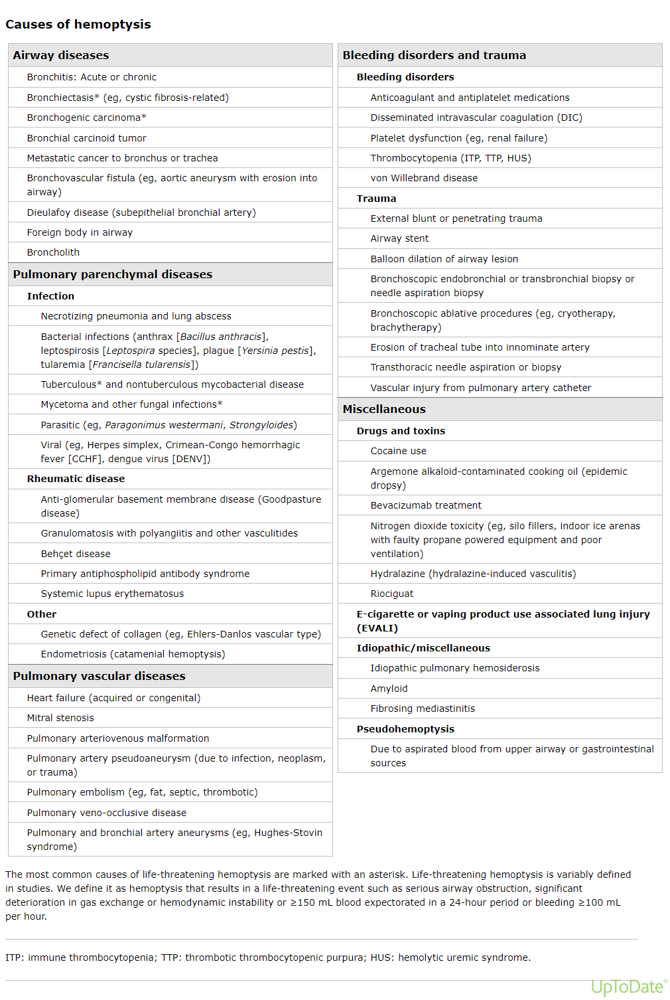 Causes of hemoptysis
Airway diseases
Bronchitis: Acute or chronic
Bronchiectasis* (eg, cystic fibrosis-related)
Bronchogenic carcinoma*
Bronchial carcinoid tumor
Metastatic cancer to bronchus or trachea
Bronchovascular fistula (eg, aortic aneurysm with erosion into
airway)
Dieulafoy disease (subepithelial bronchial artery)
Foreign body in airway
Broncholith
Pulmonary parenchymal diseases
Infection
Necrotizing pneumonia and lung abscess
Bacterial infections (anthrax [Bacillus anthracis],
leptospirosis [Leptospira species], plague [Yersinia pestis],
tularemia [Francisella tularensis])
Tuberculous* and nontuberculous mycobacterial disease
Mycetoma and other fungal infections*
Parasitic (eg, Paragonimus westermani, Strongyloides)
Viral (eg, Herpes simplex, Crimean-Congo hemorrhagic
fever [CCHF], dengue virus [DENV])
Rheumatic disease
Anti-glomerular basement membrane disease (Goodpasture
disease)
Granulomatosis with polyangiitis and other vasculitides
Behçet disease
Primary antiphospholipid antibody syndrome
Systemic lupus erythematosus
Other
Genetic defect of collagen (eg, Ehlers-Danlos vascular type)
Endometriosis (catamenial hemoptysis)
Pulmonary vascular diseases
Heart failure (acquired or congenital)
Mitral stenosis
Pulmonary arteriovenous malformation
Pulmonary artery pseudoaneurysm (due to infection, neoplasm,
or trauma)
Pulmonary embolism (eg, fat, septic, thrombotic)
Pulmonary veno-occlusive disease
Pulmonary and bronchial artery aneurysms (eg, Hughes-Stovin
syndrome)
Bleeding disorders and trauma
Bleeding disorders
Anticoagulant and antiplatelet medications
Disseminated intravascular coagulation (DIC)
Platelet dysfunction (eg, renal failure)
Thrombocytopenia (ITP, TTP, HUS)
von Willebrand disease
Trauma
External blunt or penetrating trauma
Airway stent
Balloon dilation of airway lesion
Bronchoscopic endobronchial or transbronchial biopsy or
needle aspiration biopsy
Bronchoscopic ablative procedures (eg, cryotherapy,
brachytherapy)
Erosion of tracheal tube into innominate artery
Transthoracic needle aspiration or biopsy
Vascular injury from pulmonary artery catheter
Miscellaneous
Drugs and toxins
Cocaine use
Argemone alkaloid-contaminated cooking oil (epidemic
dropsy)
Bevacizumab treatment
Nitrogen dioxide toxicity (eg, silo fillers, indoor ice arenas
with faulty propane powered equipment and poor
ventilation)
Hydralazine (hydralazine-induced vasculitis)
Riociguat
E-cigarette or vaping product use associated lung injury
(EVALI)
Idiopathic/miscellaneous
Idiopathic pulmonary hemosiderosis
Amyloid
Fibrosing mediastinitis
Pseudohemoptysis
Due to aspirated blood from upper airway or gastrointestinal
sources
The most common causes of life-threatening hemoptysis are marked with an asterisk. Life-threatening hemoptysis is variably defined
in studies. We define it as hemoptysis that results in a life-threatening event such as serious airway obstruction, significant
deterioration in gas exchange or hemodynamic instability or ≥150 mL blood expectorated in a 24-hour period or bleeding ≥100 mL
per hour.
ITP: immune thrombocytopenia; TTP: thrombotic thrombocytopenic purpura; HUS: hemolytic uremic syndrome.
UpToDate®